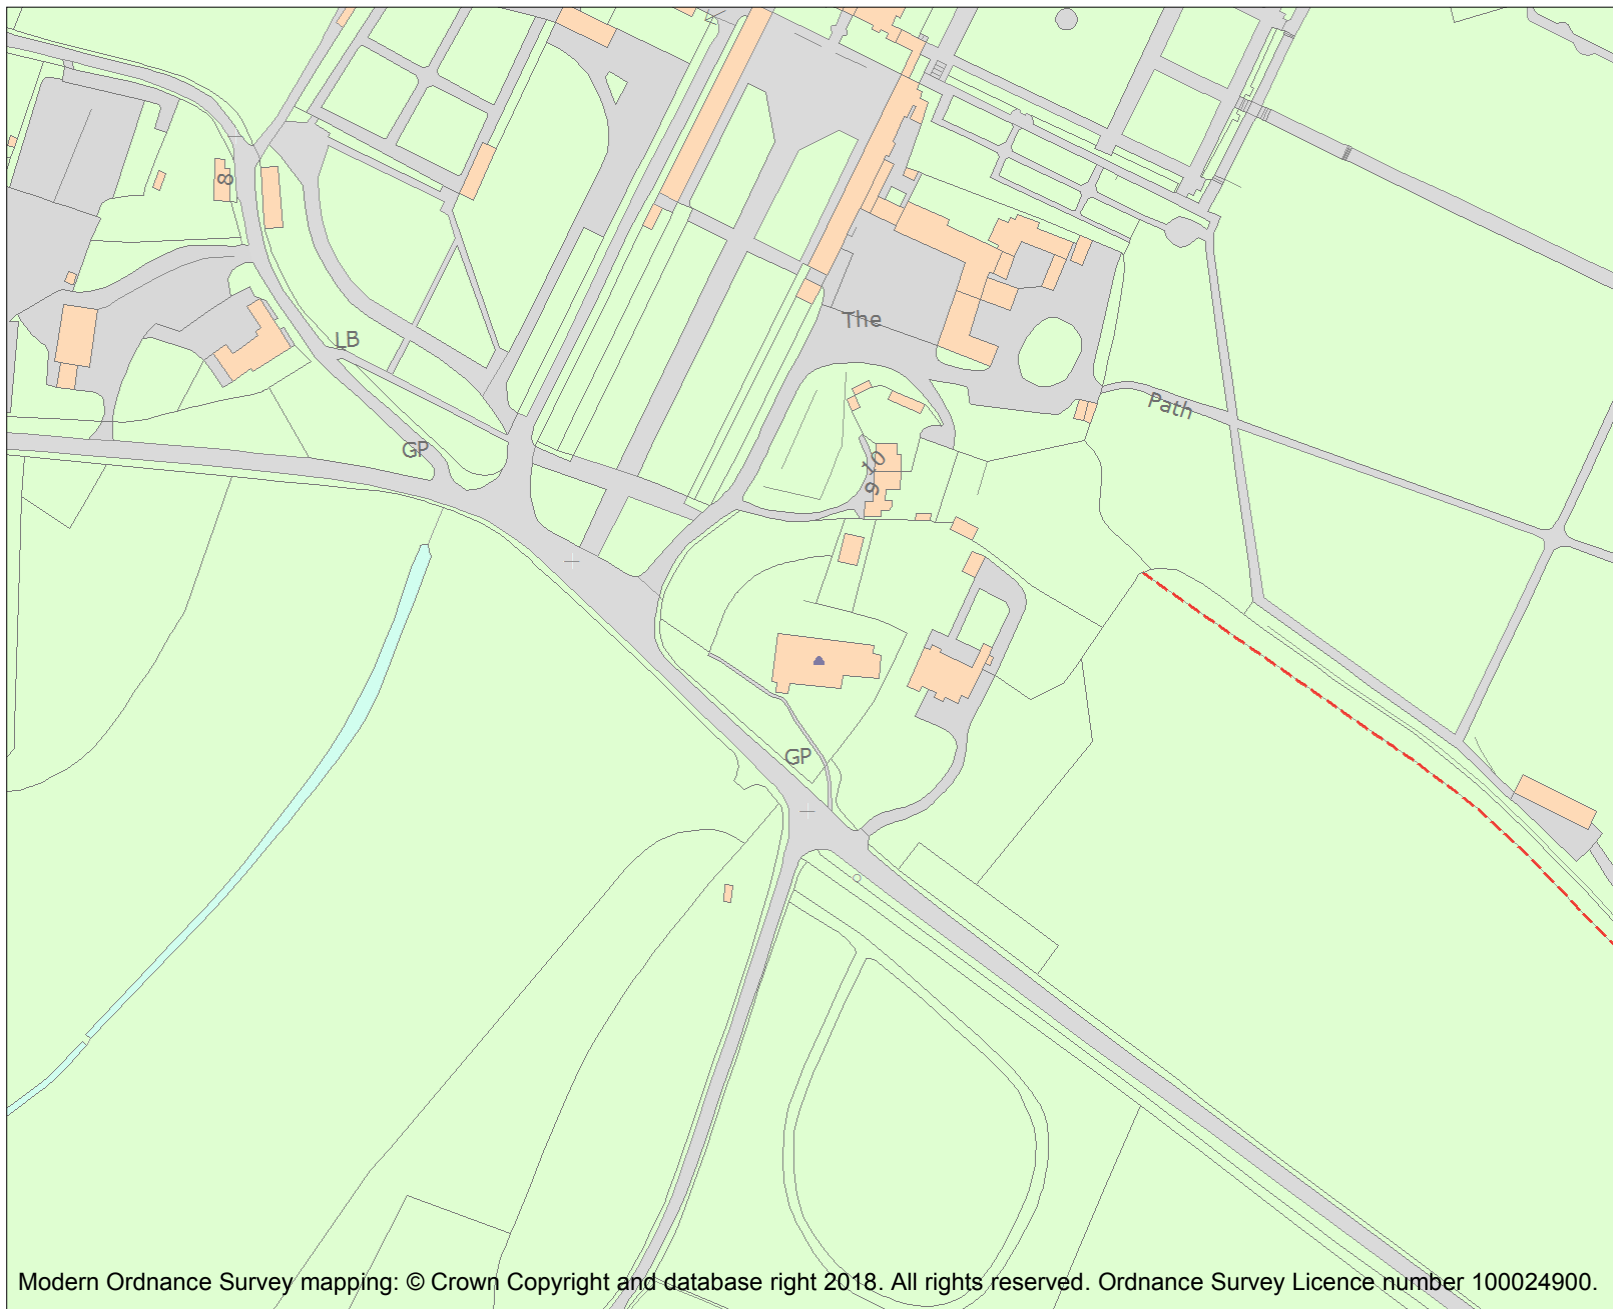 8
The
LB
Path
GP
10
9
GP
Modern Ordnance Survey mapping: © Crown Copyright and database right 2018. All rights reserved. Ordnance Survey Licence number 100024900.